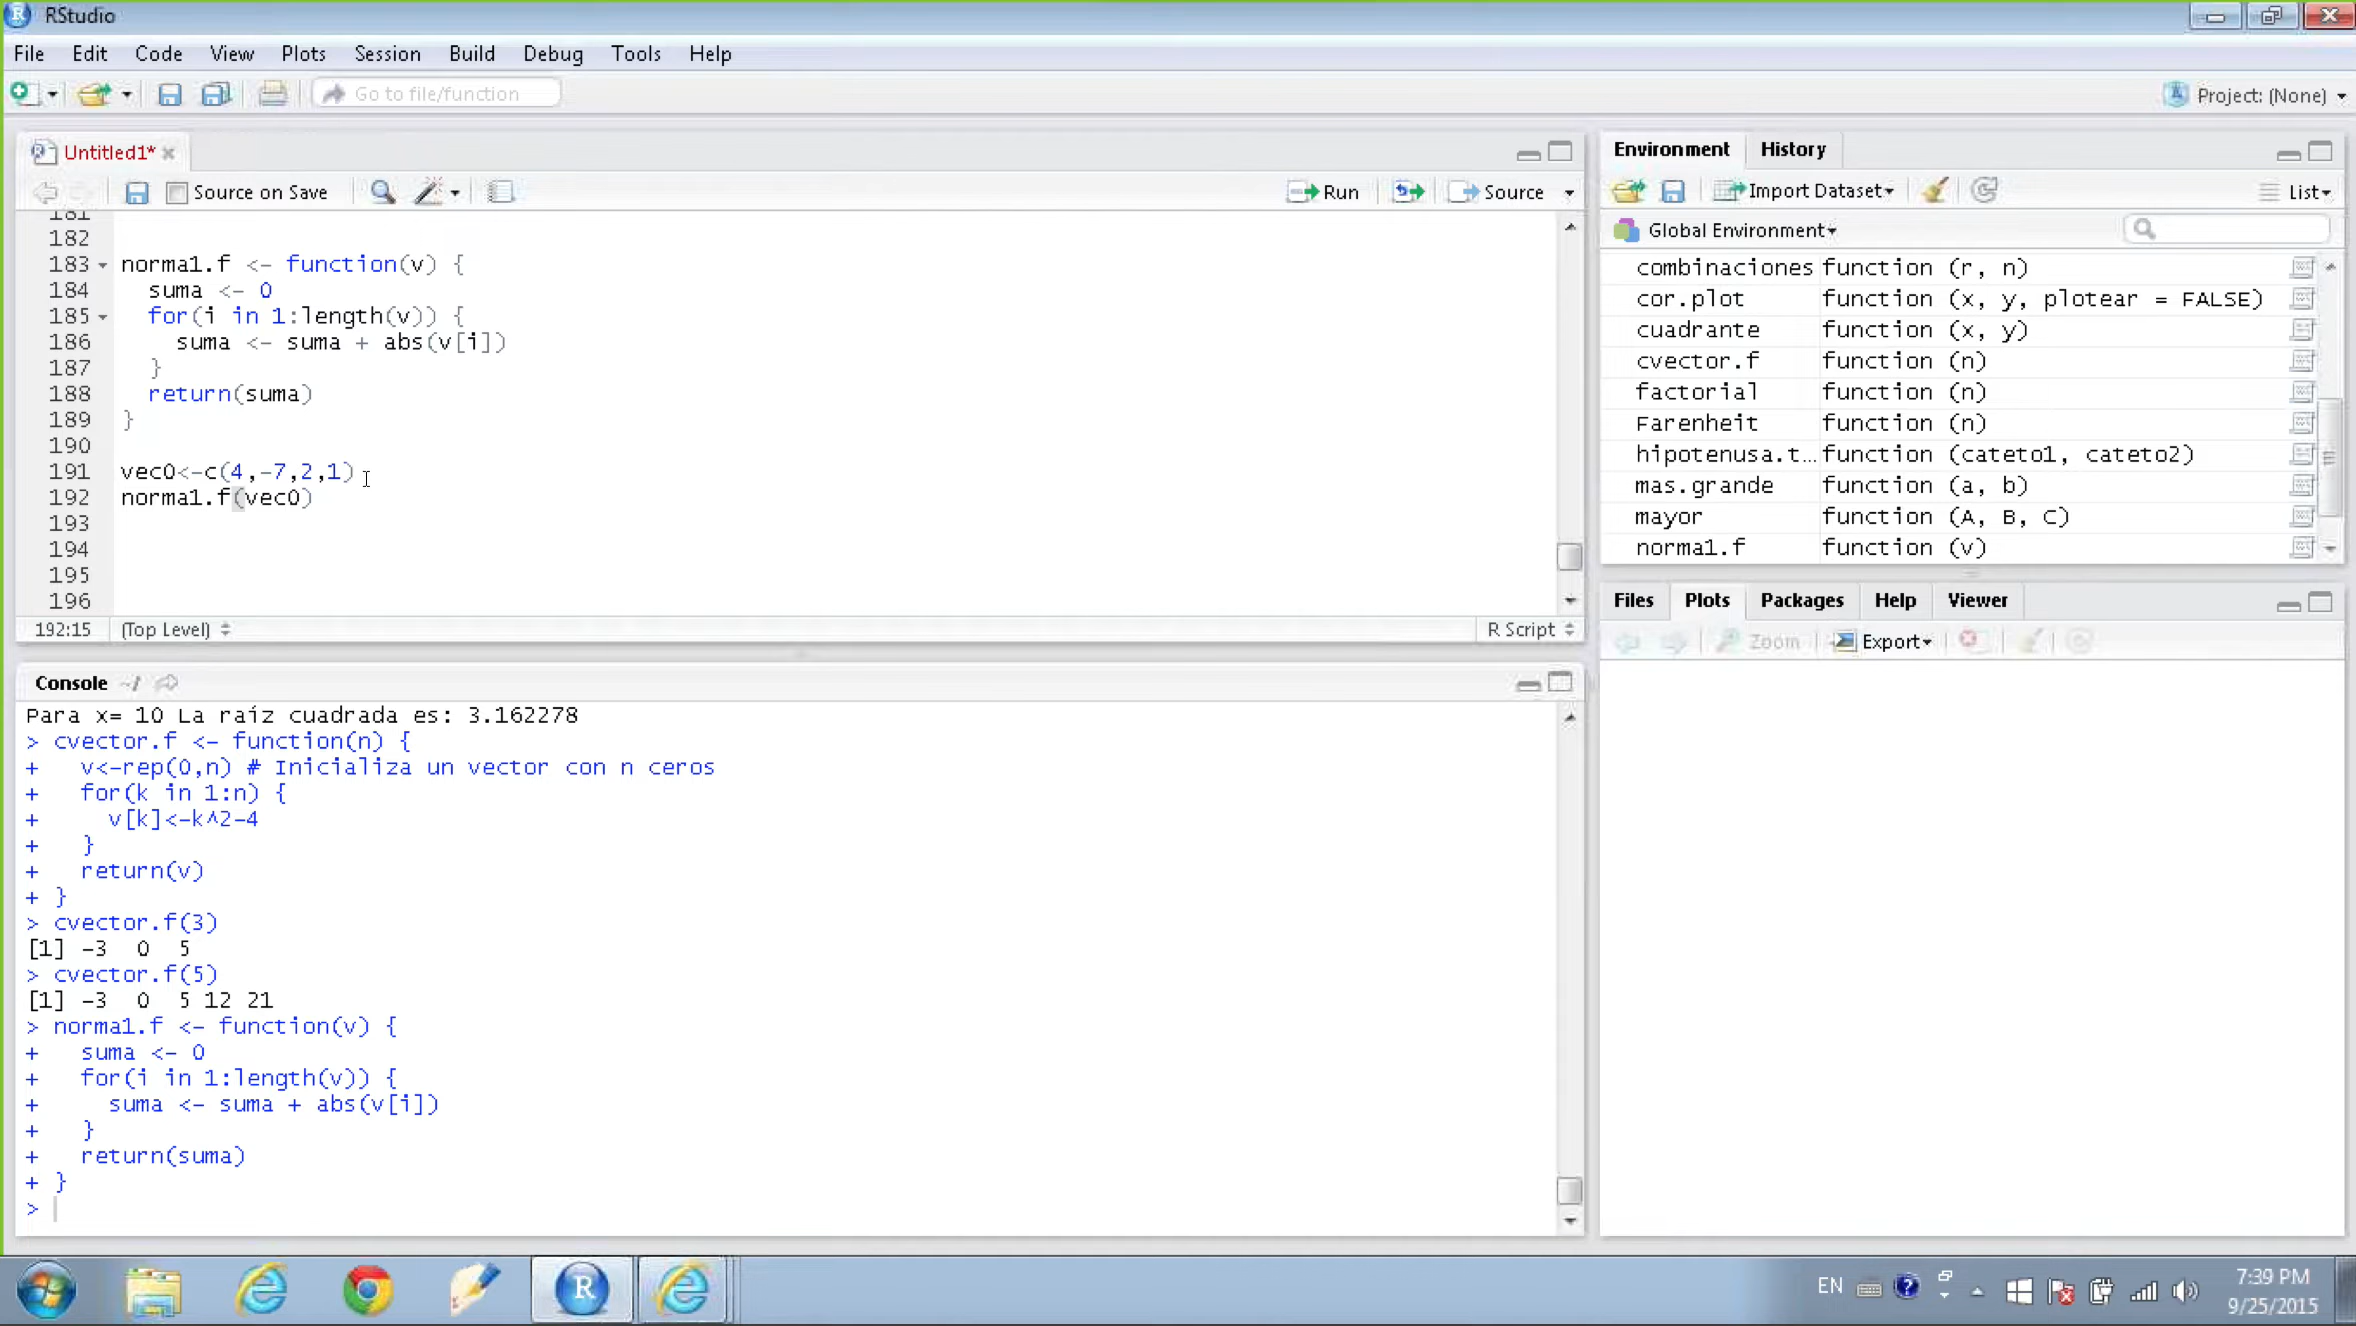 RStudio
File Edit Code View Plots Session Build Debug Tools Help
Go to file/function
Project: (None)
Untitled1*
Source on Save
Run
Source
181
182
183 norma1.f <- function(v) {
184 suma <- 0
185 for(i in 1:length(v)) {
186 suma <- suma + abs(v[i])
187 }
188 return(suma)
189 }
190
191 vec0<-c(4,-7,2,1)
192 norma1.f(vec0)
193
194
195
196
192:15 (Top Level) R Script
Console ~/
Para x= 10 La raíz cuadrada es: 3.162278
> cvector.f <- function(n) {
+ v<-rep(0,n) # Inicializa un vector con n ceros
+ for(k in 1:n) {
+ v[k]<-k^2-4
+ }
+ return(v)
+ }
> cvector.f(3)
[1] -3 0 5
> cvector.f(5)
[1] -3 0 5 12 21
> norma1.f <- function(v) {
+ suma <- 0
+ for(i in 1:length(v)) {
+ suma <- suma + abs(v[i])
+ }
+ return(suma)
+ }
>
Environment History
Import Dataset
List
Global Environment
combinaciones function (r, n)
cor.plot function (x, y, plotear = FALSE)
cuadrante function (x, y)
cvector.f function (n)
factorial function (n)
Farenheit function (n)
hipotenusa.t… function (cateto1, cateto2)
mas.grande function (a, b)
mayor function (A, B, C)
norma1.f function (v)
Files Plots Packages Help Viewer
Zoom Export
EN
7:39 PM
9/25/2015